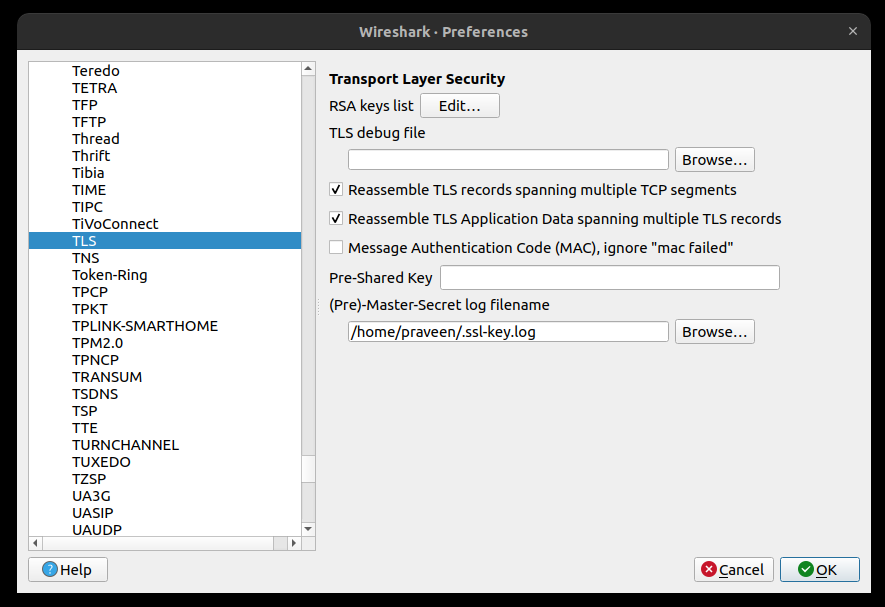 Wireshark · Preferences
Teredo
TETRA
TFP
TFTP
Thread
Thrift
Tibia
TIME
TIPC
TiVoConnect
TLS
TNS
Token-Ring
TPCP
TPKT
TPLINK-SMARTHOME
TPM2.0
TPNCP
TRANSUM
TSDNS
TSP
TTE
TURNCHANNEL
TUXEDO
TZSP
UA3G
UASIP
UAUDP
Transport Layer Security
RSA keys list Edit…
TLS debug file
Browse…
Reassemble TLS records spanning multiple TCP segments
Reassemble TLS Application Data spanning multiple TLS records
Message Authentication Code (MAC), ignore "mac failed"
Pre-Shared Key
(Pre)-Master-Secret log filename
/home/praveen/.ssl-key.log Browse…
Help Cancel OK